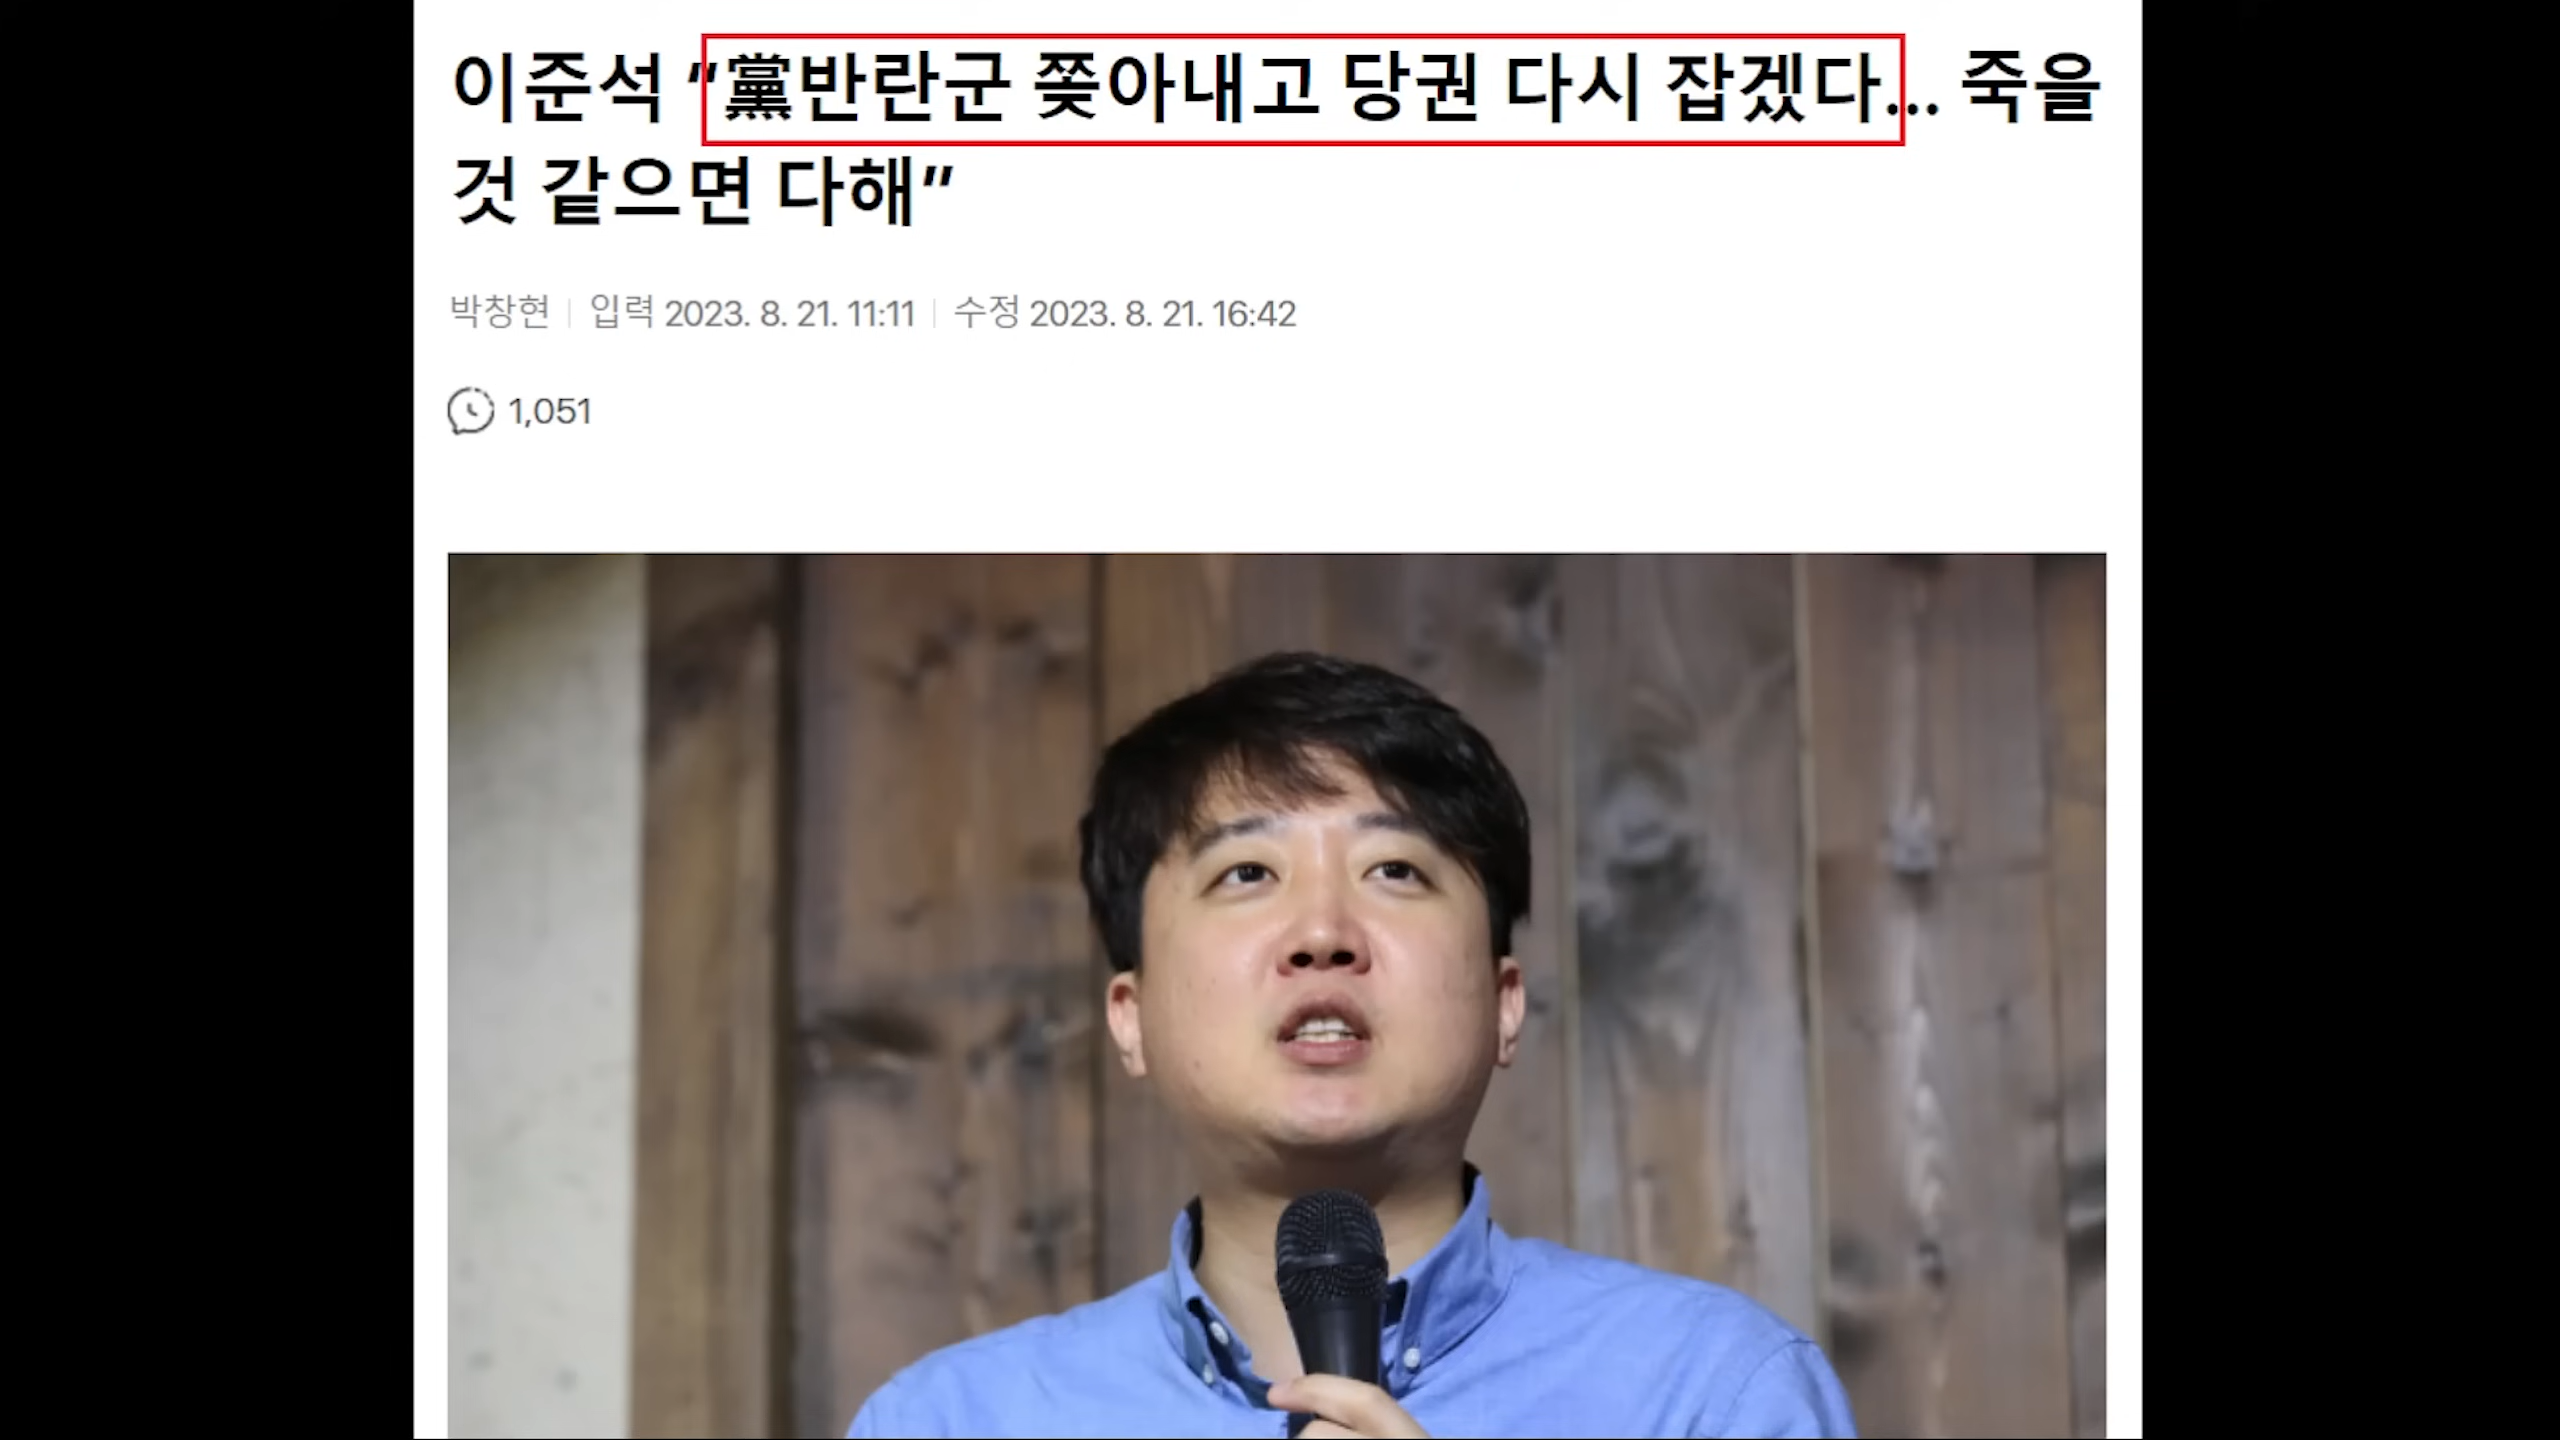 이준석 “黨반란군 쫒아내고 당권 다시 잡겠다... 죽을
것 같으면 다해”
박창현 | 입력 2023. 8. 21. 11:11 | 수정 2023. 8. 21. 16:42
1,051